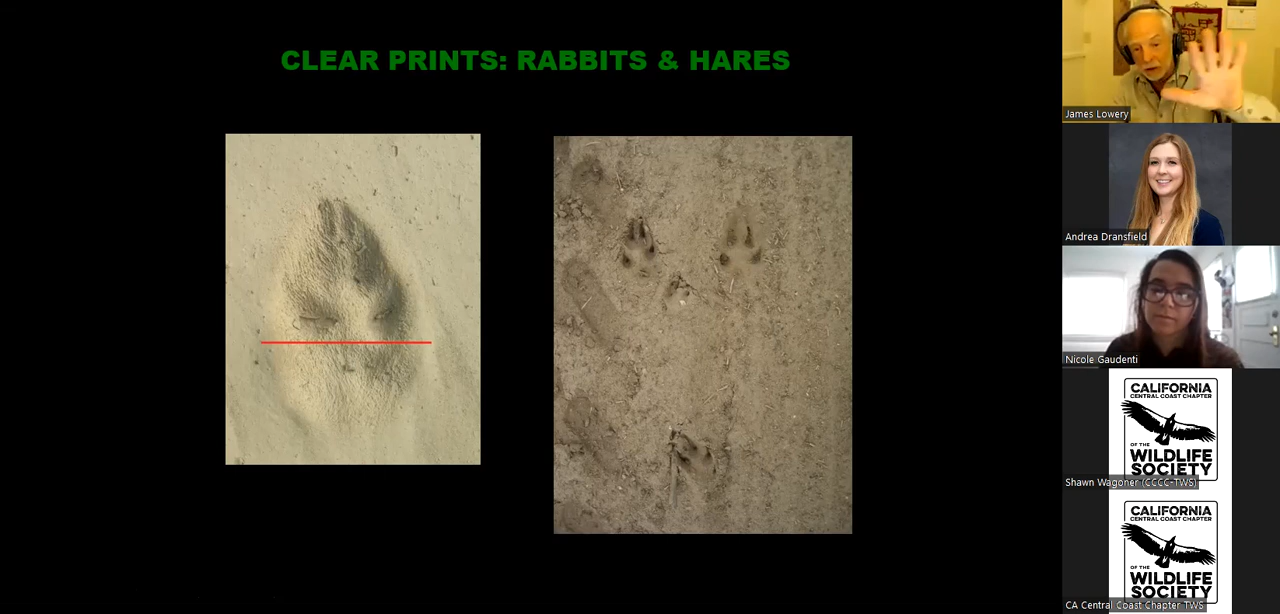 CLEAR PRINTS: RABBITS & HARES
James Lowery
Andrea Dransfield
Nicole Gaudenti
CALIFORNIA
CENTRAL COAST CHAPTER
OF THE
WILDLIFE
SOCIETY
Shawn Wagoner (CCCC-TWS)
CALIFORNIA
CENTRAL COAST CHAPTER
OF THE
WILDLIFE
SOCIETY
CA Central Coast Chapter TWS